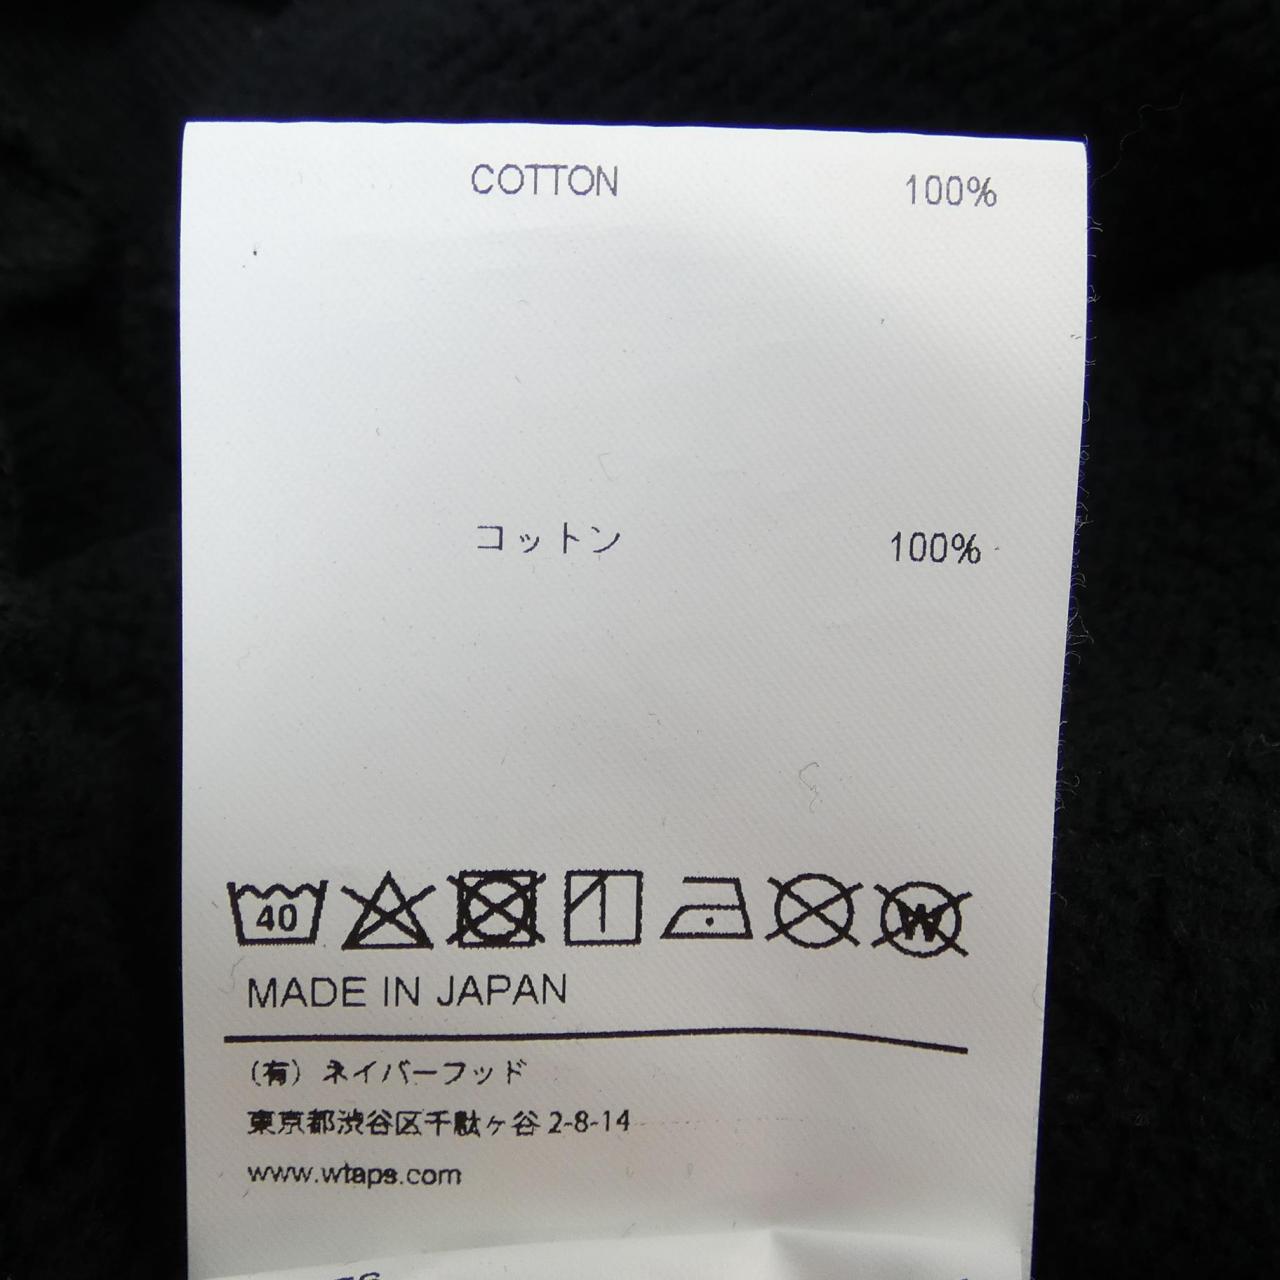 COTTON 100%
コットン 100%
40
W
MADE IN JAPAN
(有) ネイバーフッド
東京都渋谷区千駄ヶ谷 2-8-14
www.wtaps.com